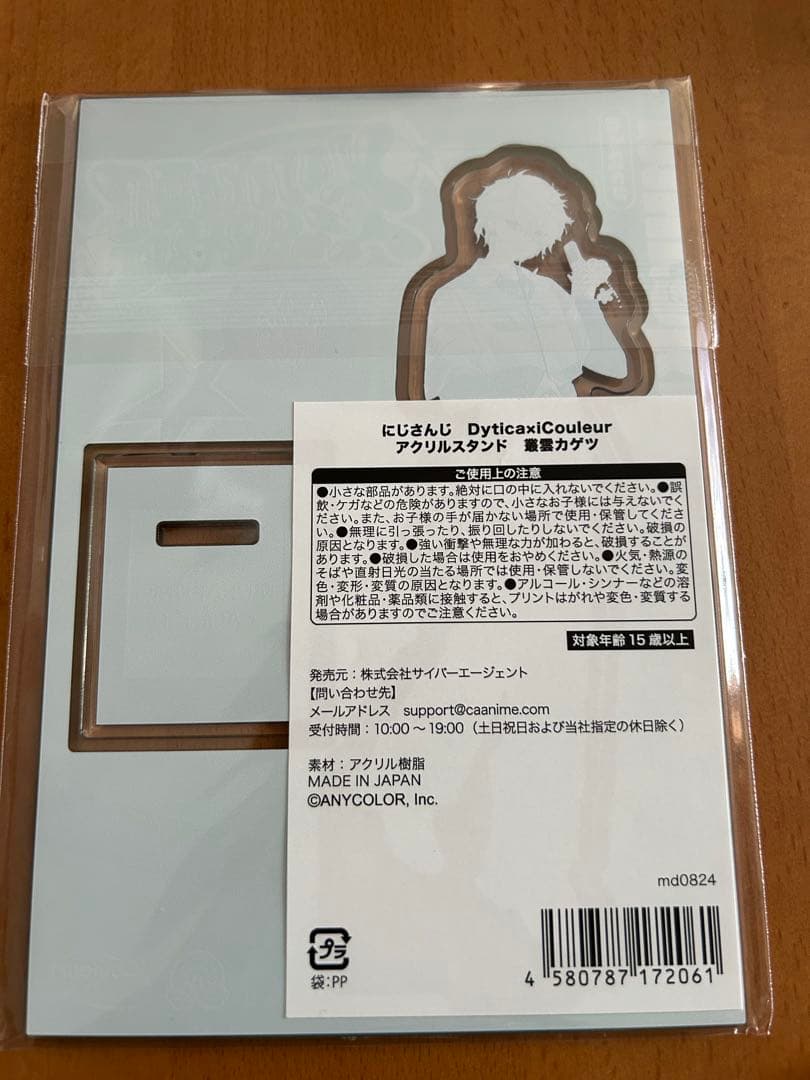 にじさんじ DyticaxiCouleur
アクリルスタンド 叢雲カゲツ
ご使用上の注意
●小さな部品があります。絶対に口の中に入れないでください。●誤
飲・ケガなどの危険がありますので、小さなお子様には与えないでく
ださい。また、お子様の手が届かない場所で使用・保管してくださ
い。●無理に引っ張ったり、振り回したりしないでください。破損の
原因となります。●強い衝撃や無理な力が加わると、破損することが
あります。●破損した場合は使用をおやめください。●火気・熱源の
そばや直射日光の当たる場所では使用・保管しないでください。変
色・変形・変質の原因となります。●アルコール・シンナーなどの溶
剤や化粧品・薬品類に接触すると、プリントはがれや変色・変質する
場合がありますのでご注意ください。
対象年齢15歳以上
発売元：株式会社サイバーエージェント
【問い合わせ先】
メールアドレス support@caanime.com
受付時間：10:00～19:00（土日祝日および当社指定の休日除く）
素材：アクリル樹脂
MADE IN JAPAN
©ANYCOLOR, Inc.
md0824
プラ
袋:PP
4 580787 172061